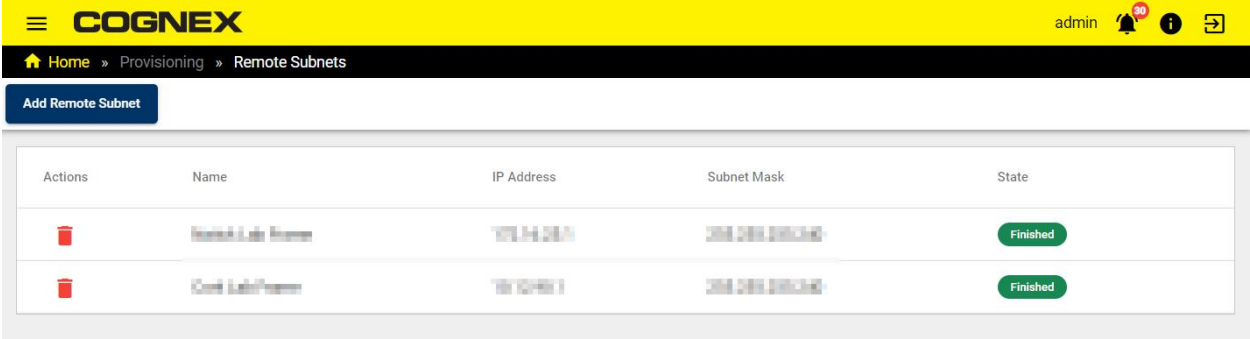 COGNEX admin 30
Home » Provisioning » Remote Subnets
Add Remote Subnet
Actions Name IP Address Subnet Mask State
Finished
Finished